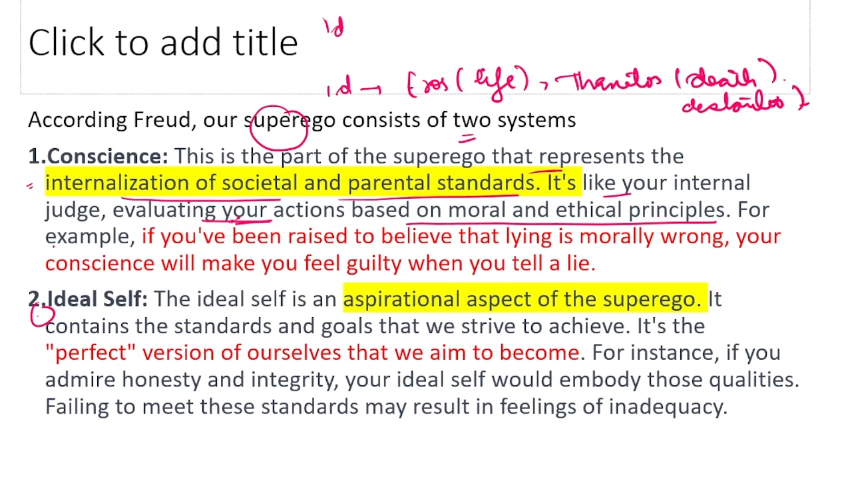 Click to add title
Id
Id → Eros (life), Thanitos (death).
According Freud, our superego consists of two systems
1.Conscience: This is the part of the superego that represents the
internalization of societal and parental standards. It's like your internal
judge, evaluating your actions based on moral and ethical principles. For
example, if you've been raised to believe that lying is morally wrong, your
conscience will make you feel guilty when you tell a lie.
2.Ideal Self: The ideal self is an aspirational aspect of the superego. It
contains the standards and goals that we strive to achieve. It's the
"perfect" version of ourselves that we aim to become. For instance, if you
admire honesty and integrity, your ideal self would embody those qualities.
Failing to meet these standards may result in feelings of inadequacy.